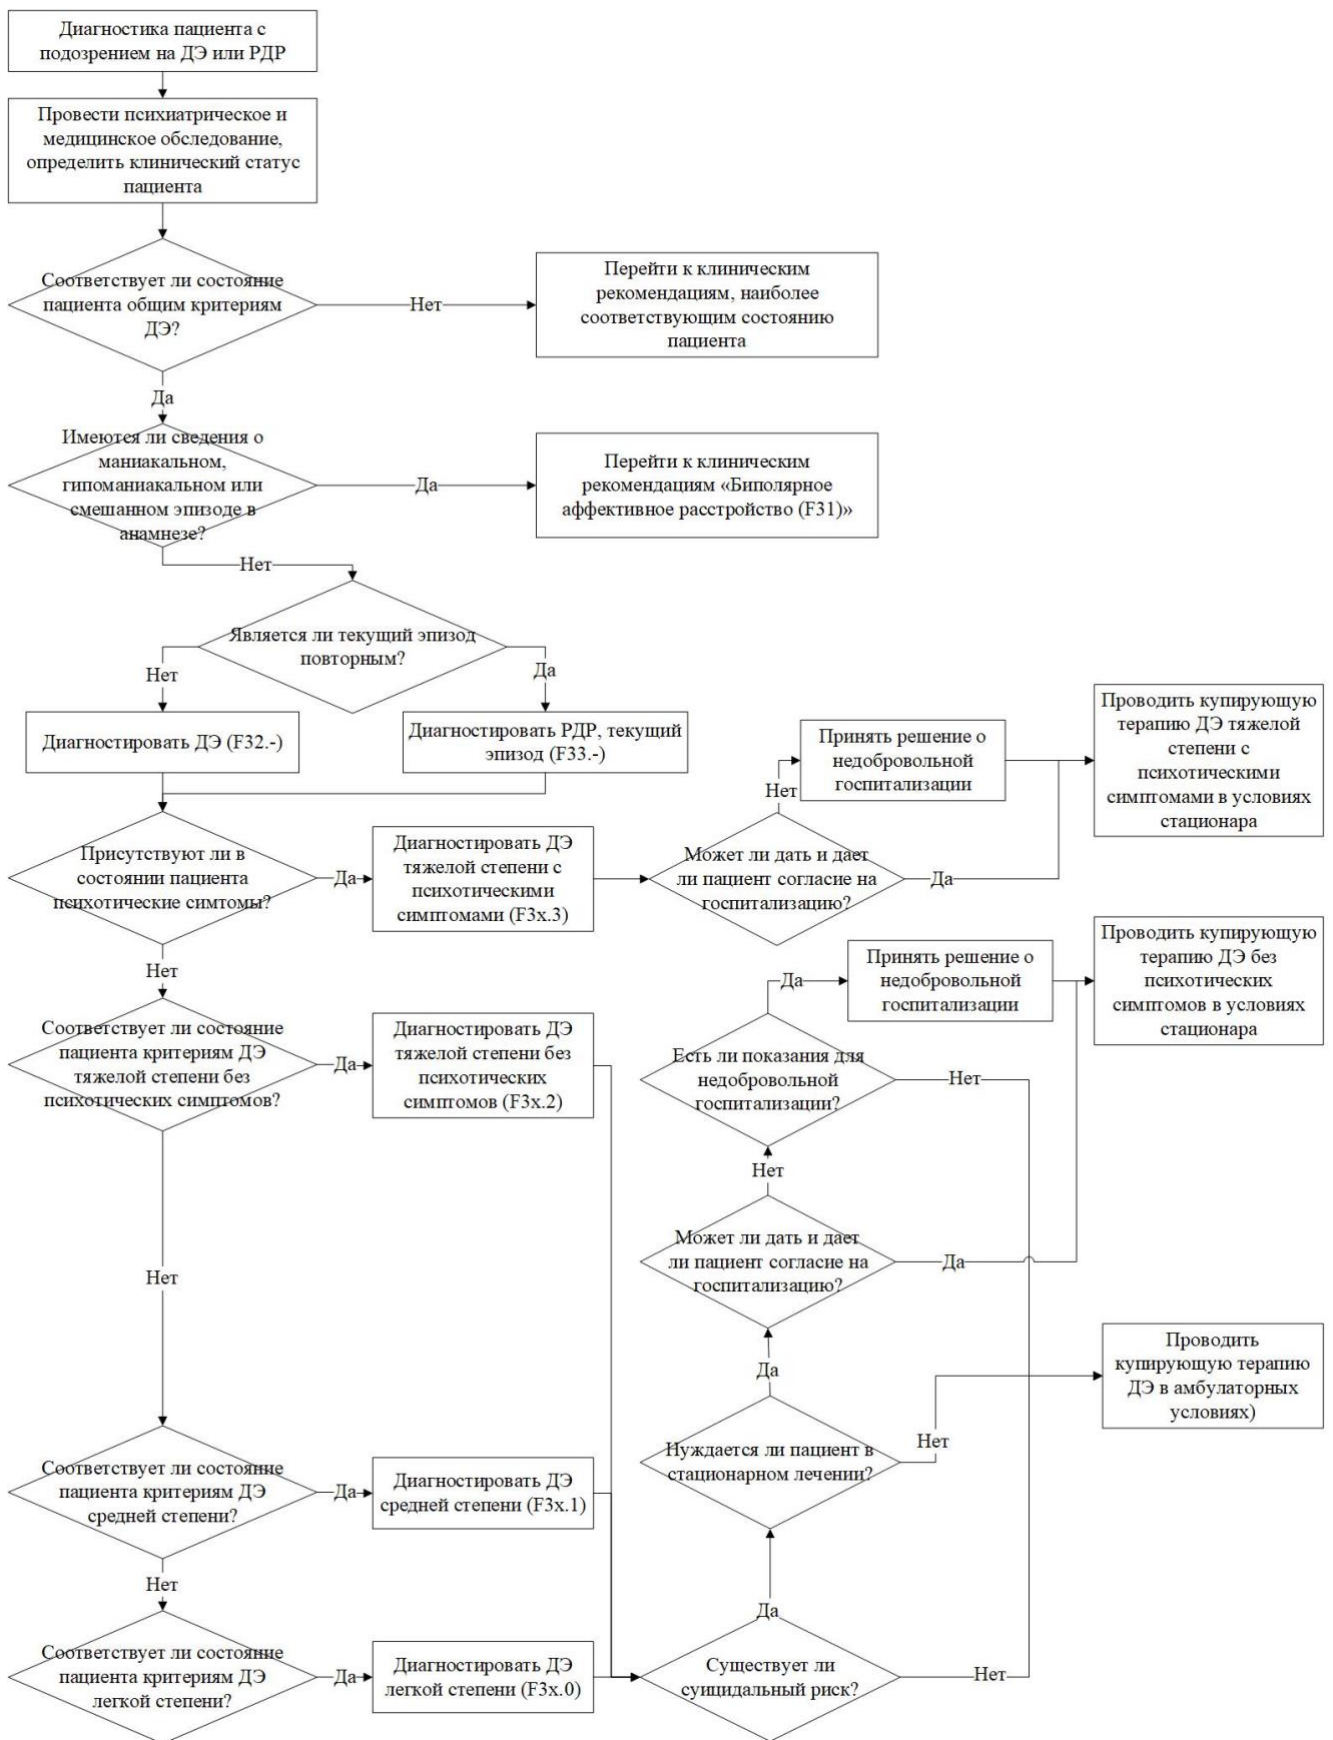 Диагностика пациента с
подозрением на ДЭ или РДР
Провести психиатрическое и
медицинское обследование,
определить клинический статус
пациента
Соответствует ли состояние
пациента общим критериям
ДЭ?
Нет
Перейти к клиническим
рекомендациям, наиболее
соответствующим состоянию
пациента
Да
Имеются ли сведения о
маниакальном,
гипоманиакальном или
смешанном эпизоде в
анамнезе?
Да
Перейти к клиническим
рекомендациям «Биполярное
аффективное расстройство (F31)»
Нет
Является ли текущий эпизод
повторным?
Нет
Да
Диагностировать ДЭ (F32.-)
Диагностировать РДР, текущий
эпизод (F33.-)
Присутствуют ли в
состоянии пациента
психотические симтомы?
Да
Диагностировать ДЭ
тяжелой степени с
психотическими
симптомами (F3x.3)
Может ли дать и дает
ли пациент согласие на
госпитализацию?
Нет
Принять решение о
недобровольной
госпитализации
Да
Проводить купирующую
терапию ДЭ тяжелой
степени с
психотическими
симптомами в условиях
стационара
Нет
Соответствует ли состояние
пациента критериям ДЭ
тяжелой степени без
психотических симптомов?
Да
Диагностировать ДЭ
тяжелой степени без
психотических
симптомов (F3x.2)
Принять решение о
недобровольной
госпитализации
Проводить купирующую
терапию ДЭ без
психотических
симптомов в условиях
стационара
Да
Есть ли показания для
недобровольной
госпитализации?
Нет
Нет
Может ли дать и дает
ли пациент согласие на
госпитализацию?
Да
Нет
Да
Нуждается ли пациент в
стационарном лечении?
Нет
Проводить
купирующую терапию
ДЭ в амбулаторных
условиях)
Соответствует ли состояние
пациента критериям ДЭ
средней степени?
Да
Диагностировать ДЭ
средней степени (F3x.1)
Нет
Соответствует ли состояние
пациента критериям ДЭ
легкой степени?
Да
Диагностировать ДЭ
легкой степени (F3x.0)
Да
Существует ли
суицидальный риск?
Нет